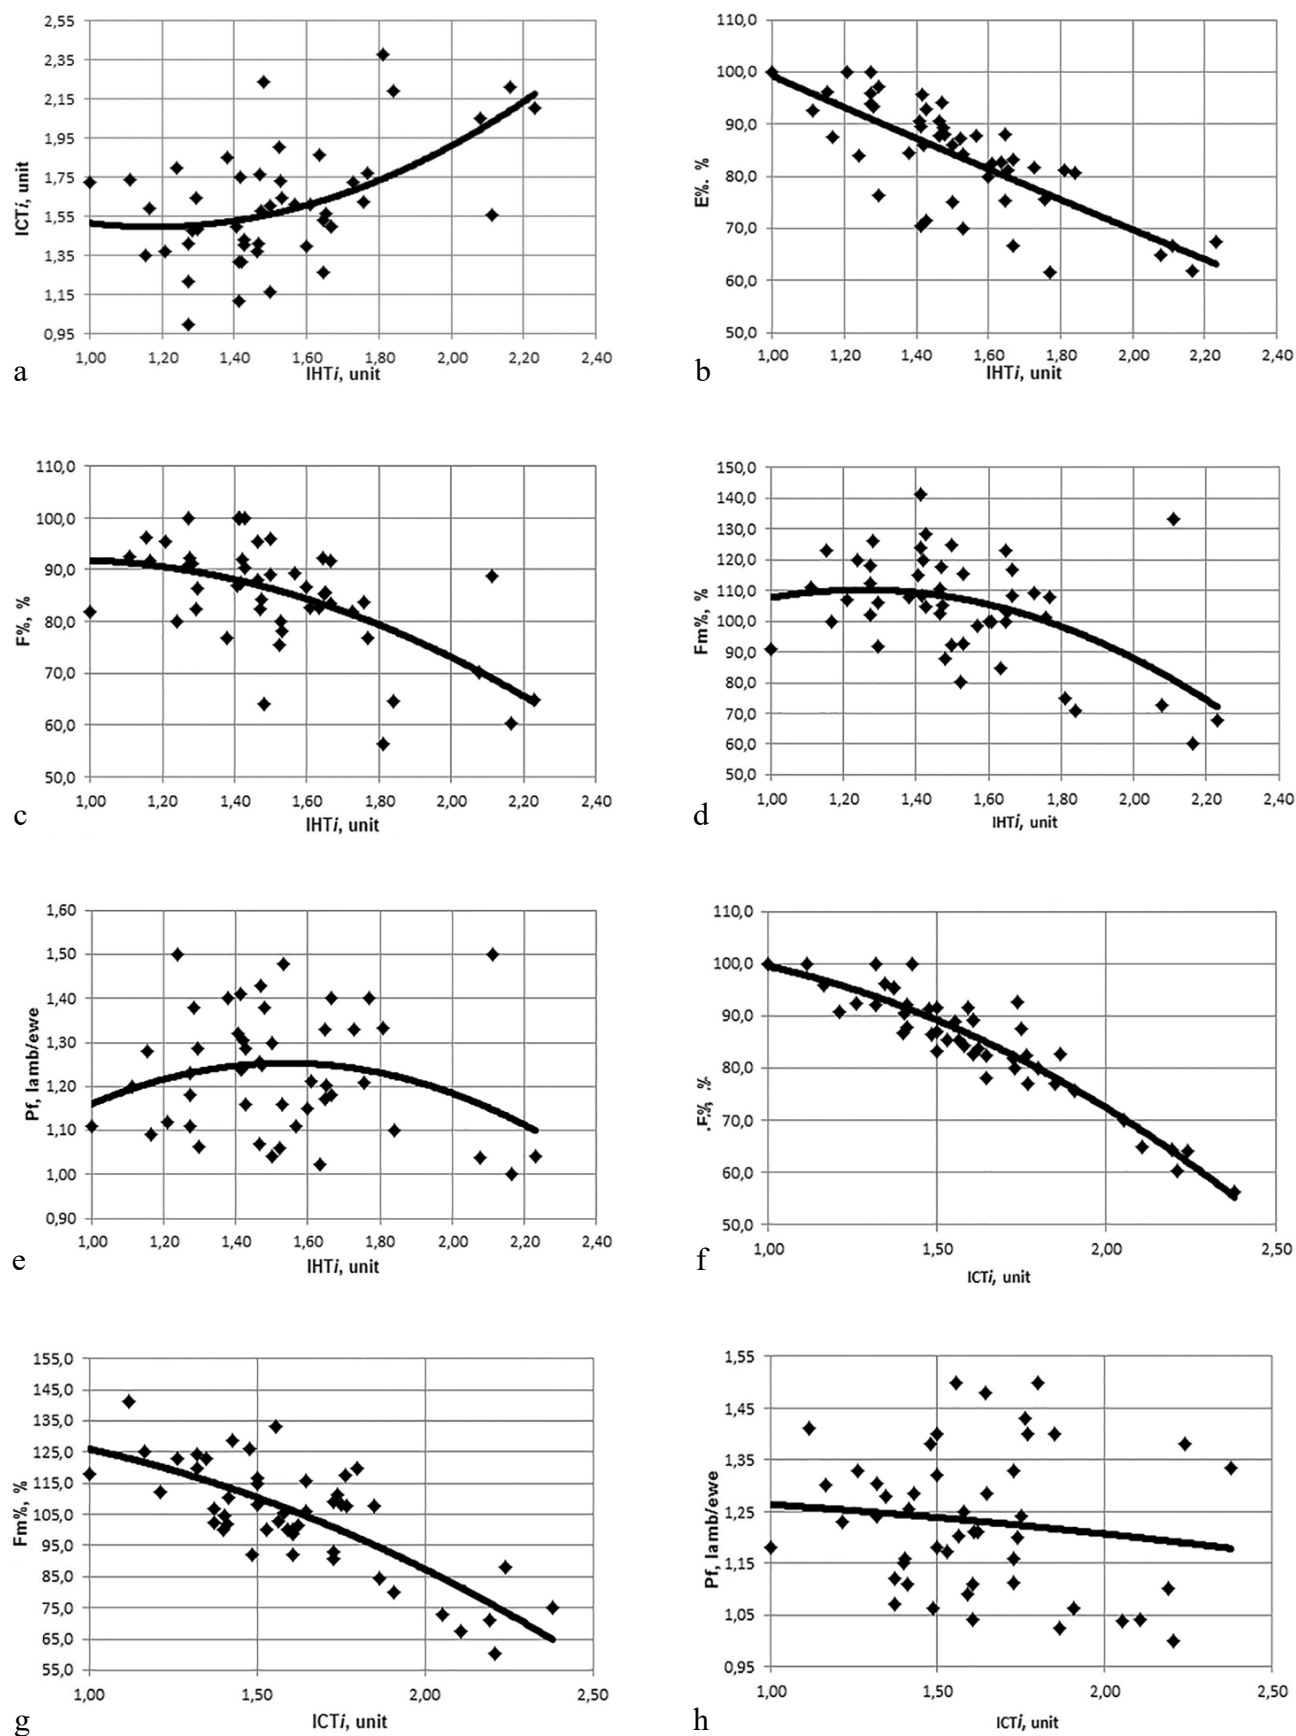 2,55
2,35
2,15
1,95
1,75
1,55
1,35
1,15
0,95
ICTi, unit
1,00 1,20 1,40 1,60 1,80 2,00 2,20 2,40
IHTi, unit
a
110,0
100,0
90,0
80,0
70,0
60,0
50,0
E%. %
1,00 1,20 1,40 1,60 1,80 2,00 2,20 2,40
IHTi, unit
b
110,0
100,0
90,0
80,0
70,0
60,0
50,0
F%, %
1,00 1,20 1,40 1,60 1,80 2,00 2,20 2,40
IHTi, unit
c
150,0
140,0
130,0
120,0
110,0
100,0
90,0
80,0
70,0
60,0
50,0
Fm%, %
1,00 1,20 1,40 1,60 1,80 2,00 2,20 2,40
IHTi, unit
d
1,60
1,50
1,40
1,30
1,20
1,10
1,00
0,90
Pf, lamb/ewe
1,00 1,20 1,40 1,60 1,80 2,00 2,20 2,40
IHTi, unit
e
110,0
100,0
90,0
80,0
70,0
60,0
50,0
1,00 1,50 2,00 2,50
ICTi, unit
f
155,0
145,0
135,0
125,0
115,0
105,0
95,0
85,0
75,0
65,0
55,0
Fm%, %
1,00 1,50 2,00 2,50
ICTi, unit
g
1,55
1,45
1,35
1,25
1,15
1,05
0,95
Pf, lamb/ewe
1,00 1,50 2,00 2,50
ICTi, unit
h